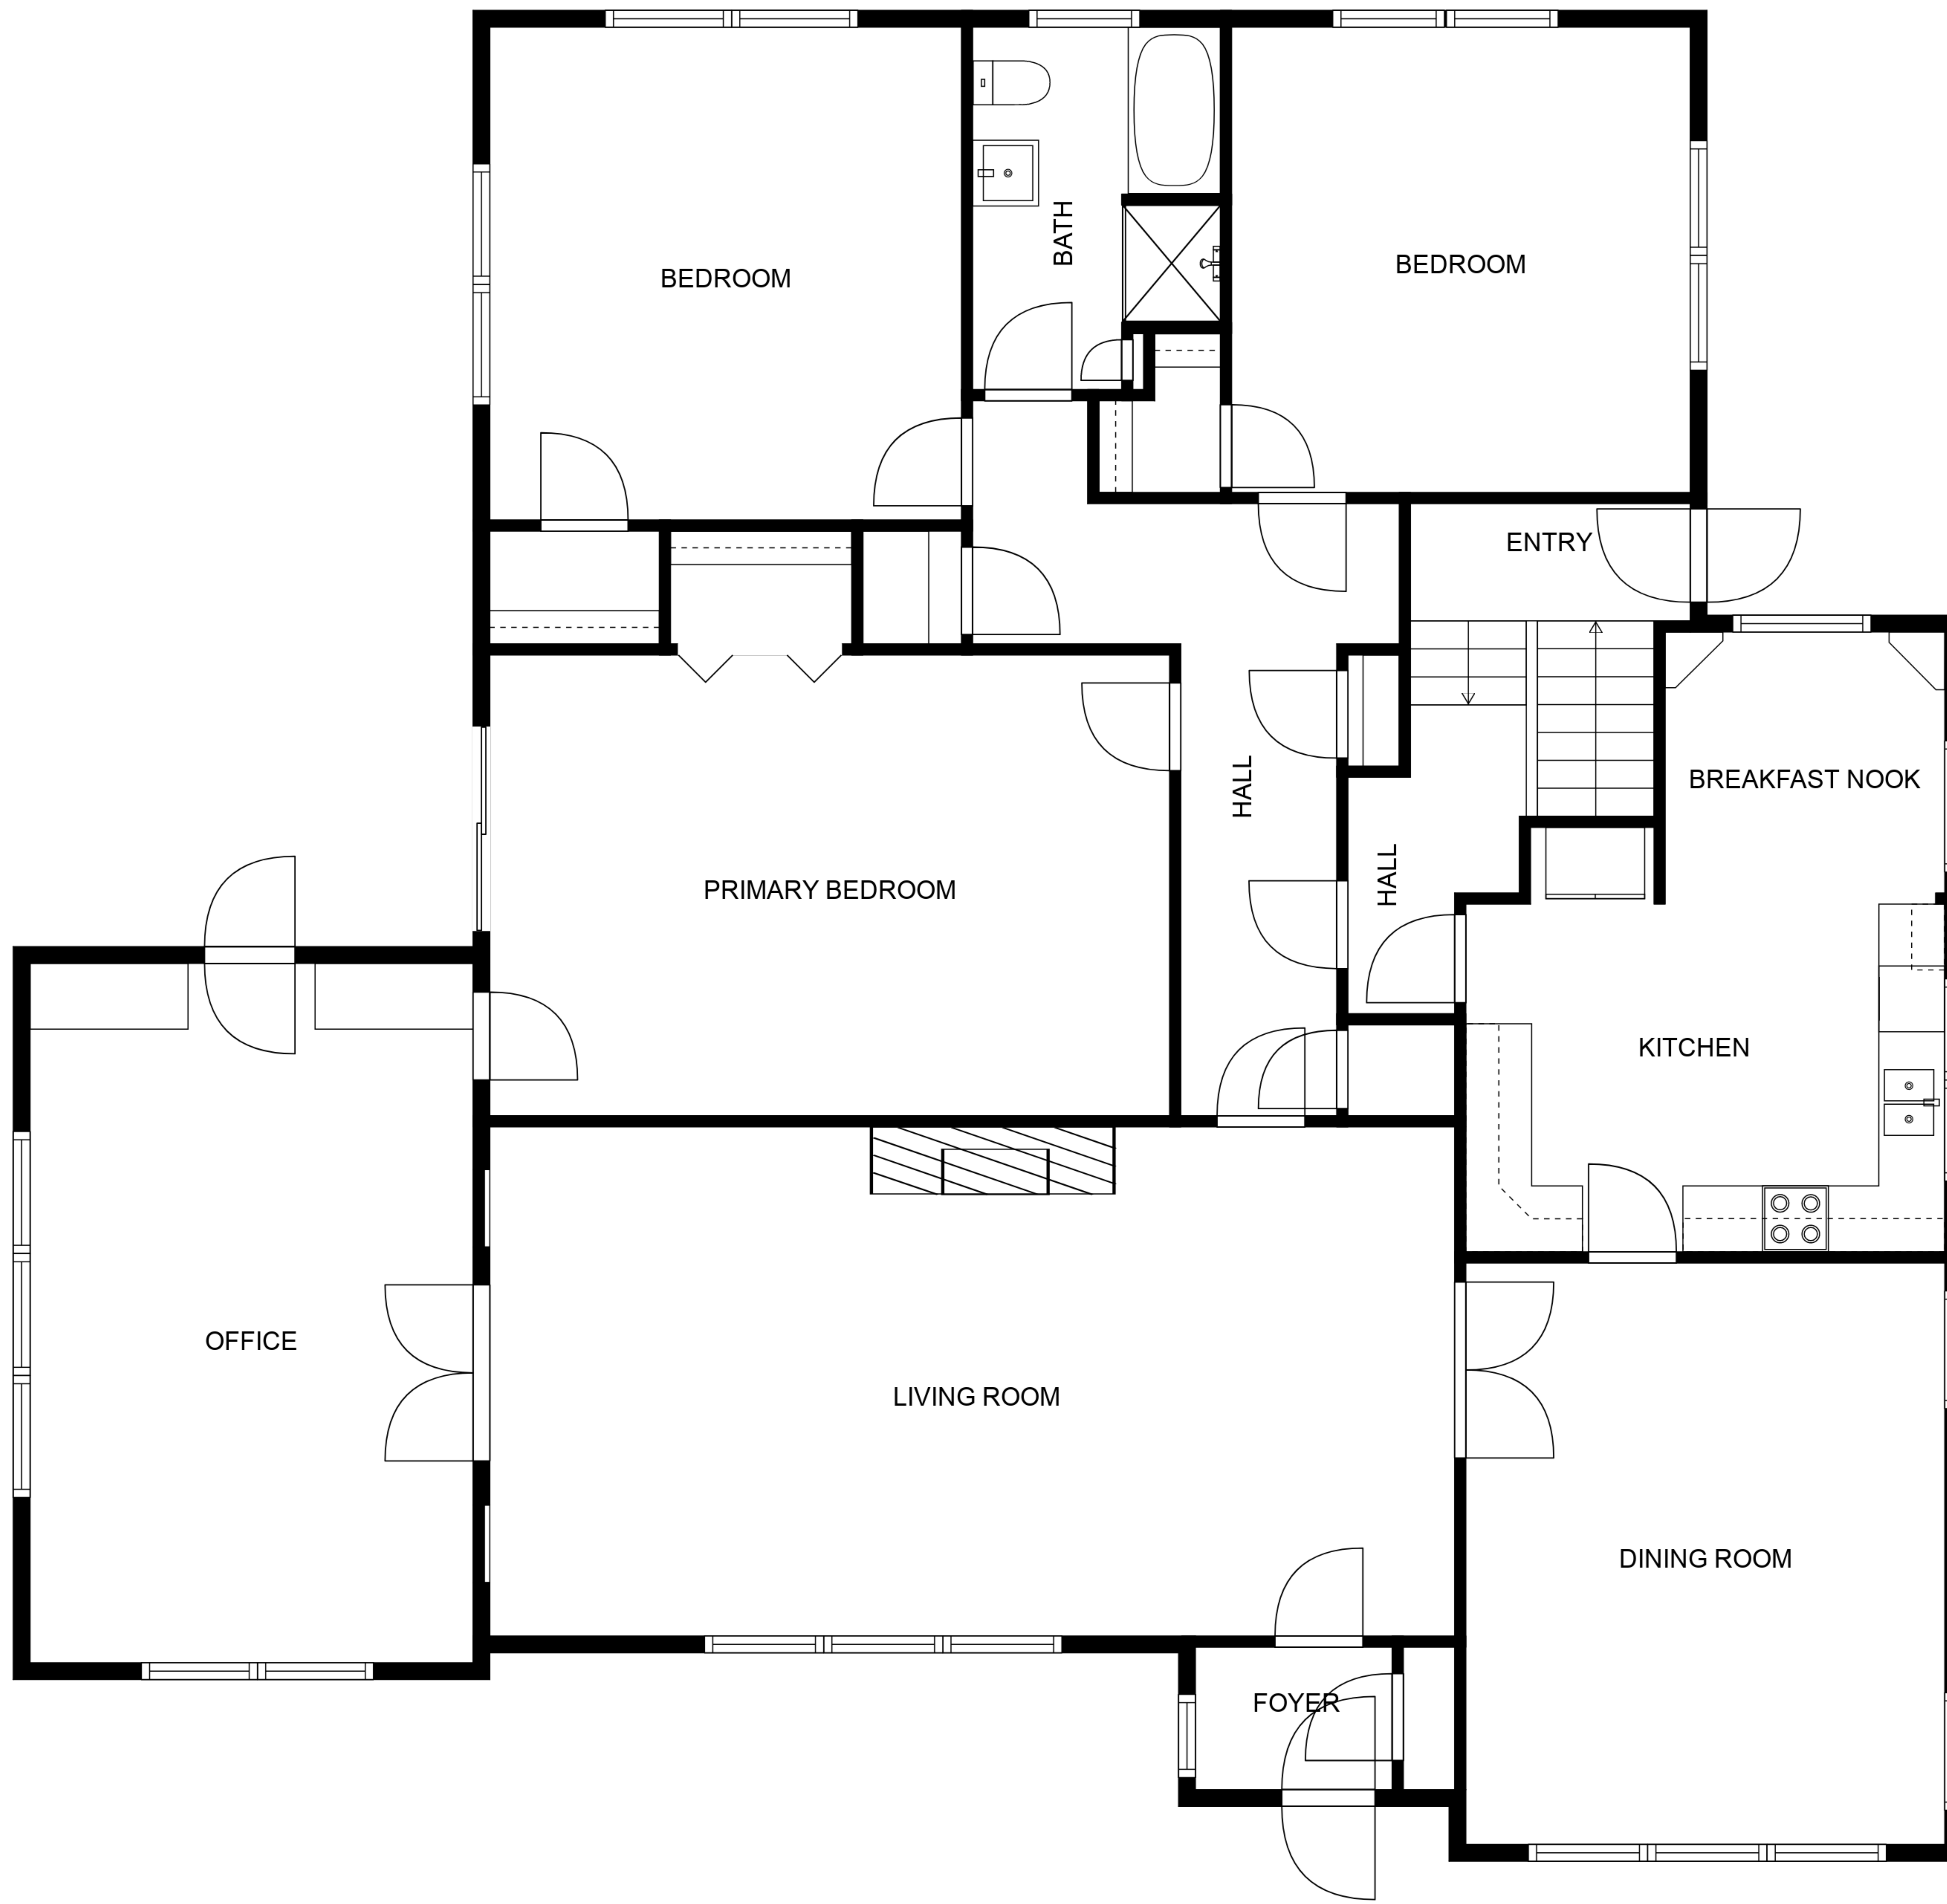 BEDROOM
BATH
BEDROOM
ENTRY
BREAKFAST NOOK
HALL
HALL
PRIMARY BEDROOM
KITCHEN
OFFICE
LIVING ROOM
DINING ROOM
FOYER